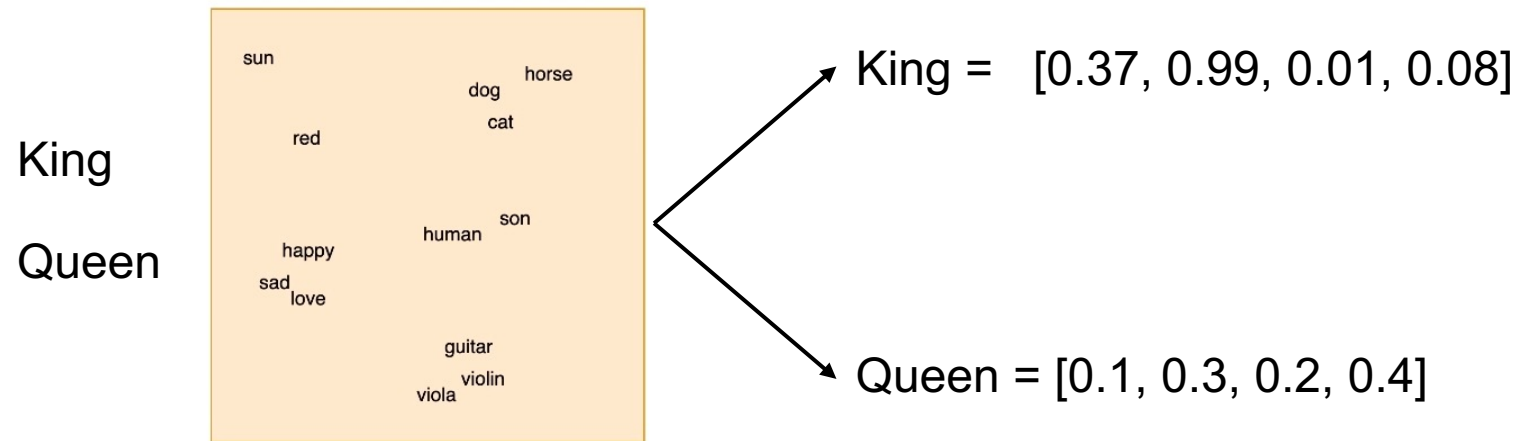 King
Queen
sun
horse
dog
cat
red
son
human
happy
sad
love
guitar
violin
viola
King = [0.37, 0.99, 0.01, 0.08]
Queen = [0.1, 0.3, 0.2, 0.4]